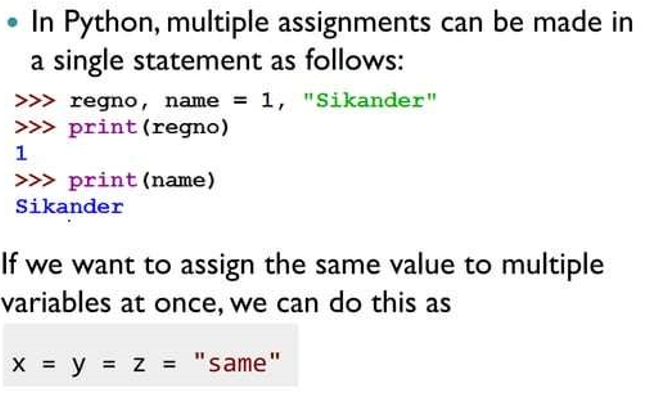 • In Python, multiple assignments can be made in
a single statement as follows:
>>> regno, name = 1, "Sikander"
>>> print(regno)
1
>>> print(name)
Sikander
If we want to assign the same value to multiple
variables at once, we can do this as
x = y = z = "same"